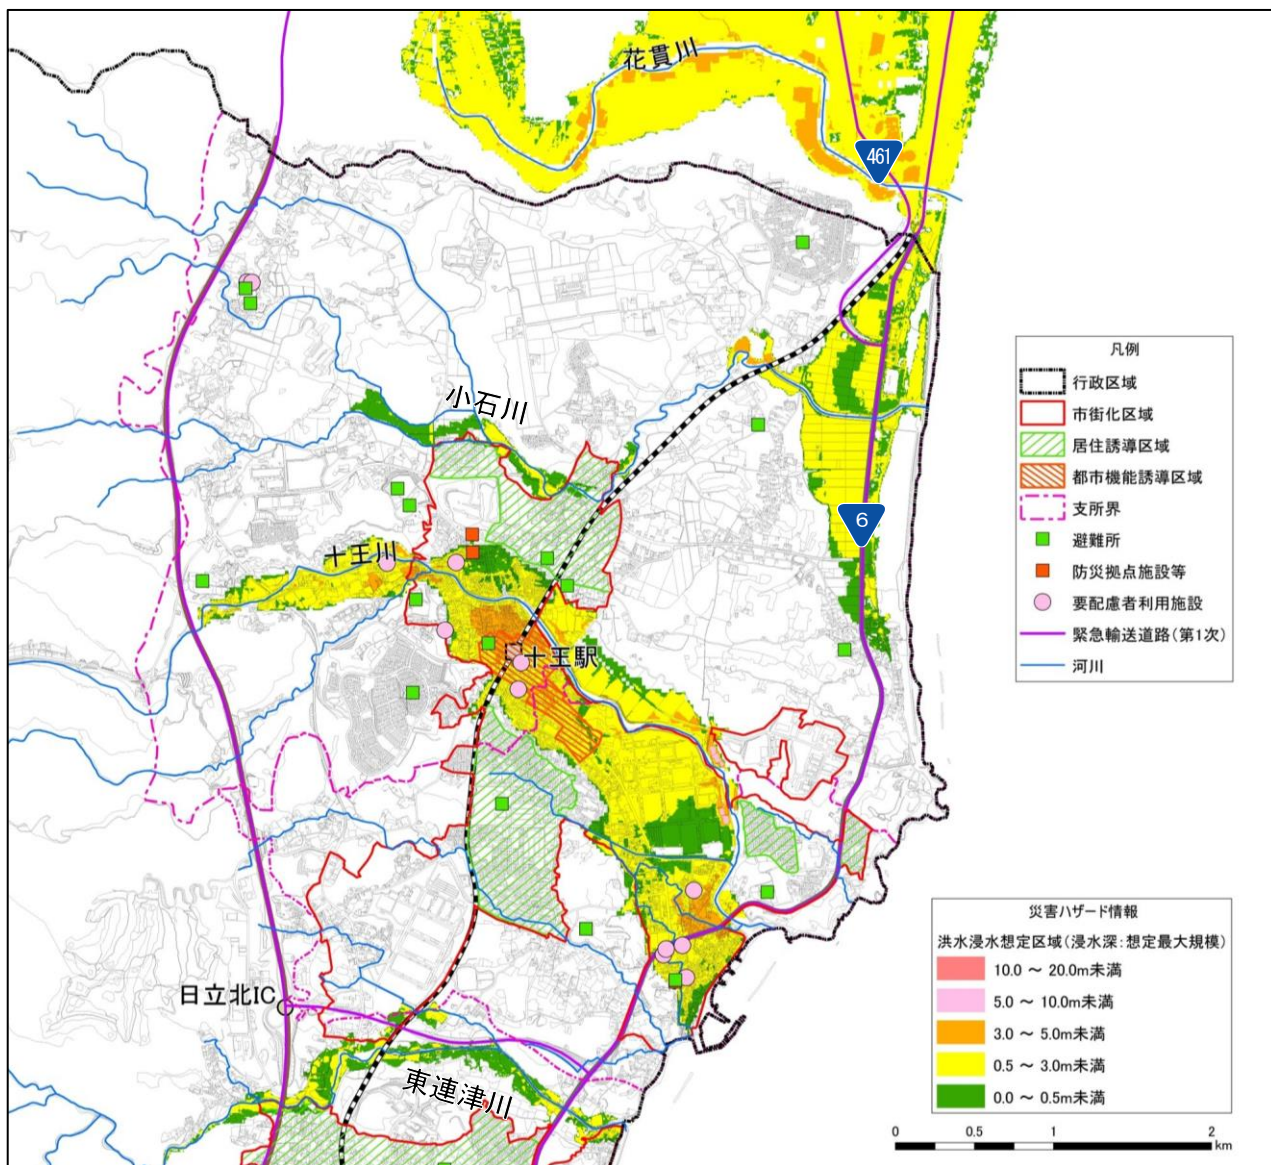 花貫川
461
小石川
6
十王川
十王駅
日立北IC
東連津川
凡例
行政区域
市街化区域
居住誘導区域
都市機能誘導区域
支所界
避難所
防災拠点施設等
要配慮者利用施設
緊急輸送道路(第1次)
河川
災害ハザード情報
洪水浸水想定区域(浸水深:想定最大規模)
10.0 ～ 20.0m未満
5.0 ～ 10.0m未満
3.0 ～ 5.0m未満
0.5 ～ 3.0m未満
0.0 ～ 0.5m未満
0 0.5 1 2
km